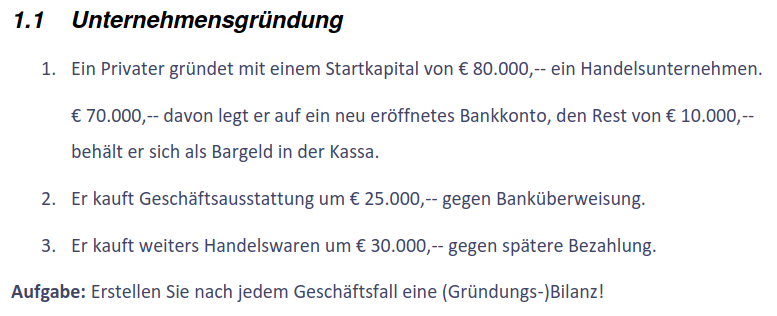 1.1 Unternehmensgründung
1. Ein Privater gründet mit einem Startkapital von € 80.000,-- ein Handelsunternehmen.
€ 70.000,-- davon legt er auf ein neu eröffnetes Bankkonto, den Rest von € 10.000,--
behält er sich als Bargeld in der Kassa.
2. Er kauft Geschäftsausstattung um € 25.000,-- gegen Banküberweisung.
3. Er kauft weiters Handelswaren um € 30.000,-- gegen spätere Bezahlung.
Aufgabe: Erstellen Sie nach jedem Geschäftsfall eine (Gründungs-)Bilanz!